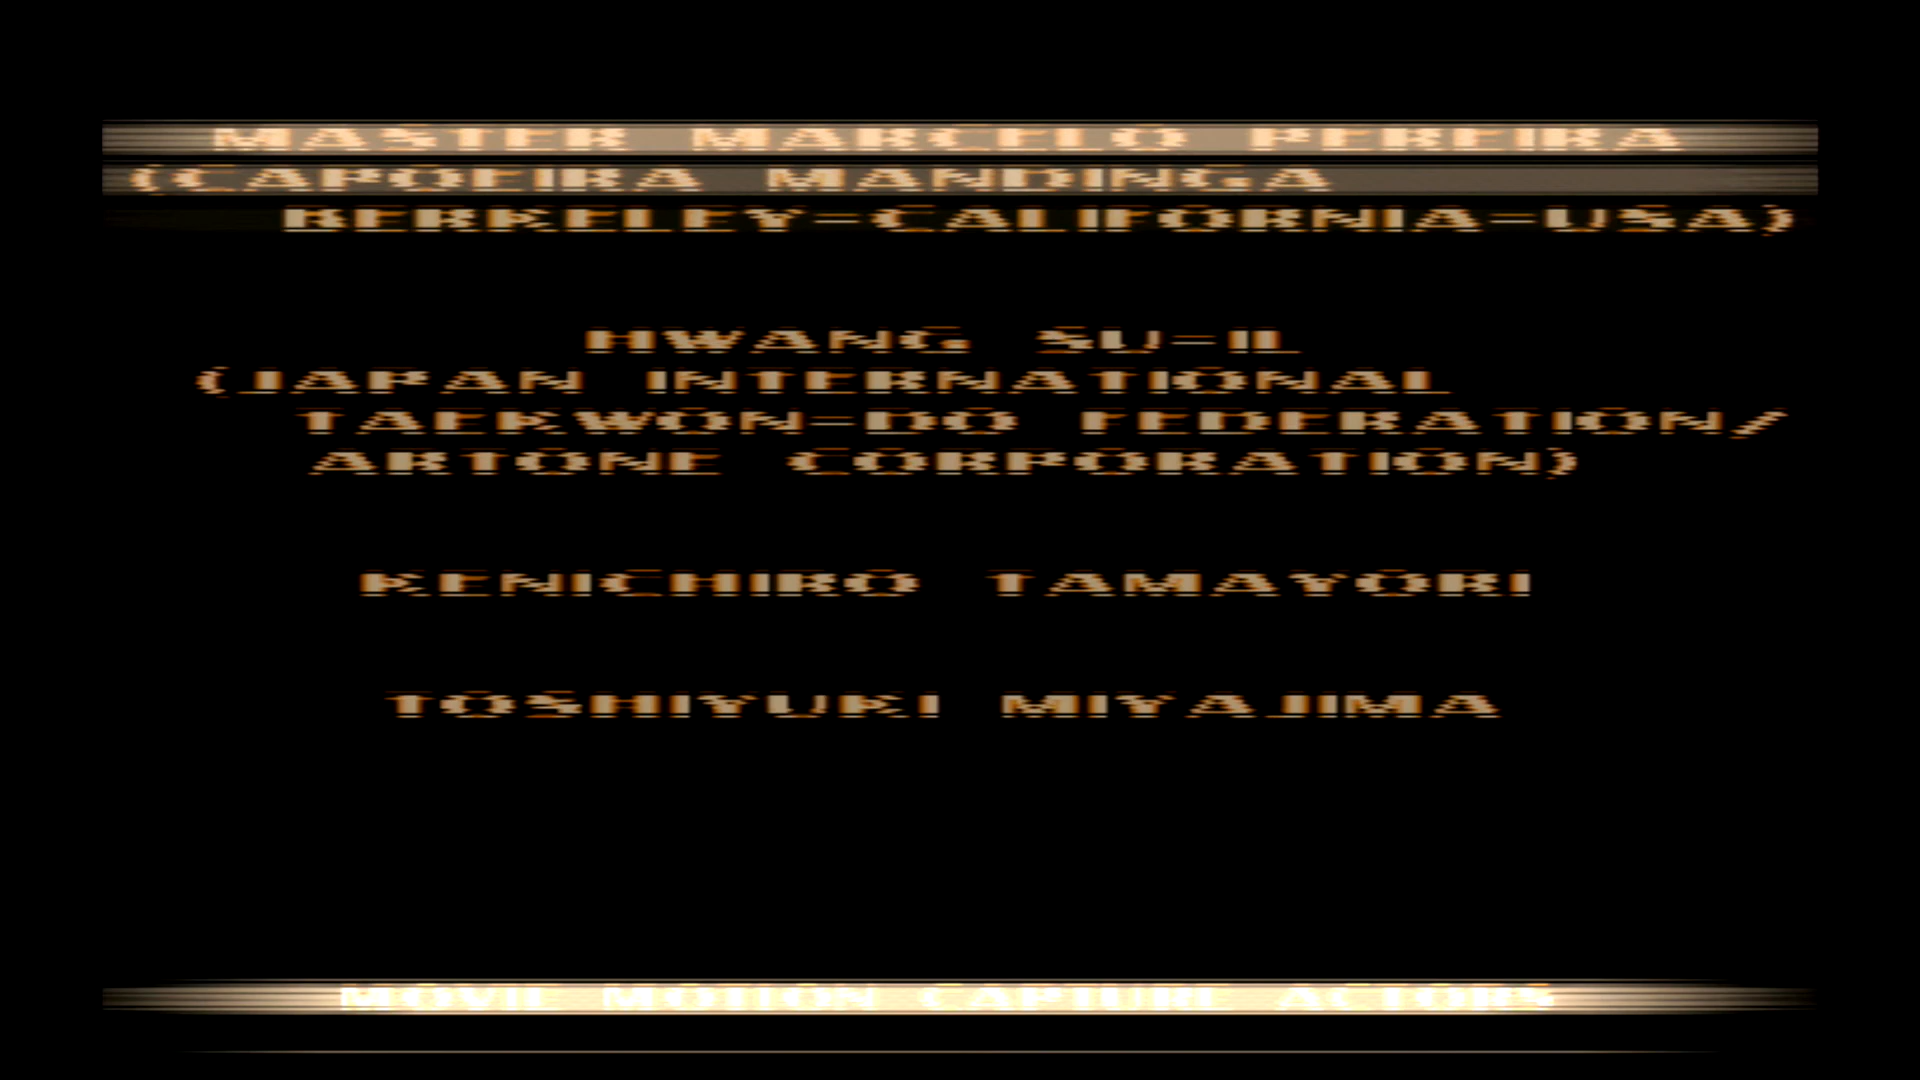 MASTER MARCELO PEREIRA
(CAPOEIRA MANDINGA
BERKELEY-CALIFORNIA-USA)
HWANG SU-IL
(JAPAN INTERNATIONAL
TAEKWON-DO FEDERATION/
ARTONE CORPORATION)
KENICHIRO TAMAYORI
TOSHIYUKI MIYAJIMA
MOVIE MOTION CAPTURE ACTORS